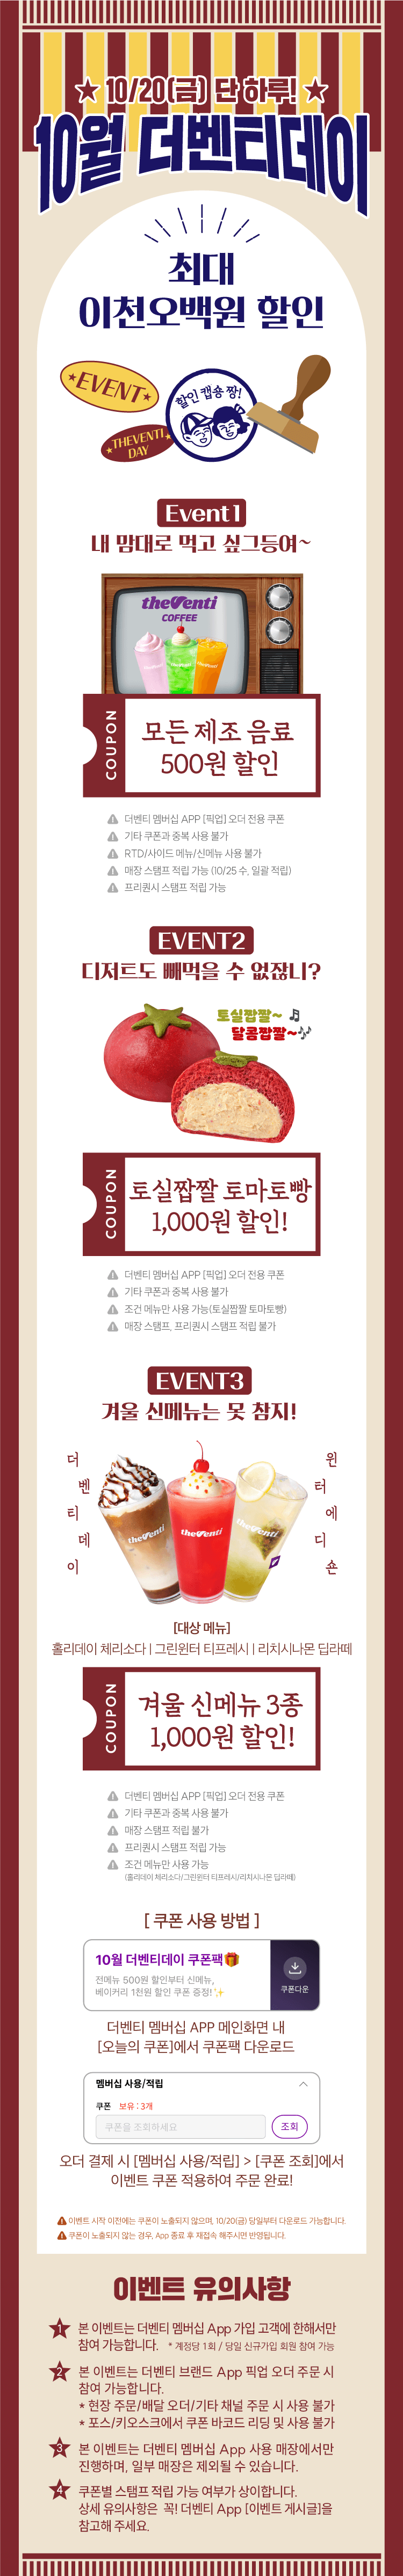 10/20(금) 단 하루!
10월 더벤티데이
최대
이천오백원 할인
EVENT
할인 캡숑 짱!
THEVENTI
DAY
Event1
내 맘대로 먹고 싶그등여~
theVenti
COFFEE
COUPON
모든 제조 음료
500원 할인
더벤티 멤버십 APP [픽업] 오더 전용 쿠폰
기타 쿠폰과 중복 사용 불가
RTD/사이드 메뉴/신메뉴 사용 불가
매장 스탬프 적립 가능 (10/25 수, 일괄 적립)
프리퀀시 스탬프 적립 가능
EVENT2
디저트도 빼먹을 수 없잖니?
토실짭짤~
달콤짭짤~
COUPON
토실짭짤 토마토빵
1,000원 할인!
더벤티 멤버십 APP [픽업] 오더 전용 쿠폰
기타 쿠폰과 중복 사용 불가
조건 메뉴만 사용 가능(토실짭짤 토마토빵)
매장 스탬프, 프리퀀시 스탬프 적립 불가
EVENT3
겨울 신메뉴는 못 참지!
더벤티데이
윈터에디숀
theVenti
theVenti
theVenti
[대상 메뉴]
홀리데이 체리소다 | 그린윈터 티프레시 | 리치시나몬 딥라떼
COUPON
겨울 신메뉴 3종
1,000원 할인!
더벤티 멤버십 APP [픽업] 오더 전용 쿠폰
기타 쿠폰과 중복 사용 불가
매장 스탬프 적립 불가
프리퀀시 스탬프 적립 가능
조건 메뉴만 사용 가능
(홀리데이 체리소다/그린윈터 티프레시/리치시나몬 딥라떼)
[ 쿠폰 사용 방법 ]
10월 더벤티데이 쿠폰팩
전메뉴 500원 할인부터 신메뉴,
베이커리 1천원 할인 쿠폰 증정!
쿠폰다운
더벤티 멤버십 APP 메인화면 내
[오늘의 쿠폰]에서 쿠폰팩 다운로드
멤버십 사용/적립
쿠폰 보유 : 3개
쿠폰을 조회하세요
조회
오더 결제 시 [멤버십 사용/적립] > [쿠폰 조회]에서
이벤트 쿠폰 적용하여 주문 완료!
이벤트 시작 이전에는 쿠폰이 노출되지 않으며, 10/20(금) 당일부터 다운로드 가능합니다.
쿠폰이 노출되지 않는 경우, App 종료 후 재접속 해주시면 반영됩니다.
이벤트 유의사항
1 본 이벤트는 더벤티 멤버십 App 가입 고객에 한해서만
참여 가능합니다. * 계정당 1회 / 당일 신규가입 회원 참여 가능
2 본 이벤트는 더벤티 브랜드 App 픽업 오더 주문 시
참여 가능합니다.
* 현장 주문/배달 오더/기타 채널 주문 시 사용 불가
* 포스/키오스크에서 쿠폰 바코드 리딩 및 사용 불가
3 본 이벤트는 더벤티 멤버십 App 사용 매장에서만
진행하며, 일부 매장은 제외될 수 있습니다.
4 쿠폰별 스탬프 적립 가능 여부가 상이합니다.
상세 유의사항은 꼭! 더벤티 App [이벤트 게시글]을
참고해 주세요.